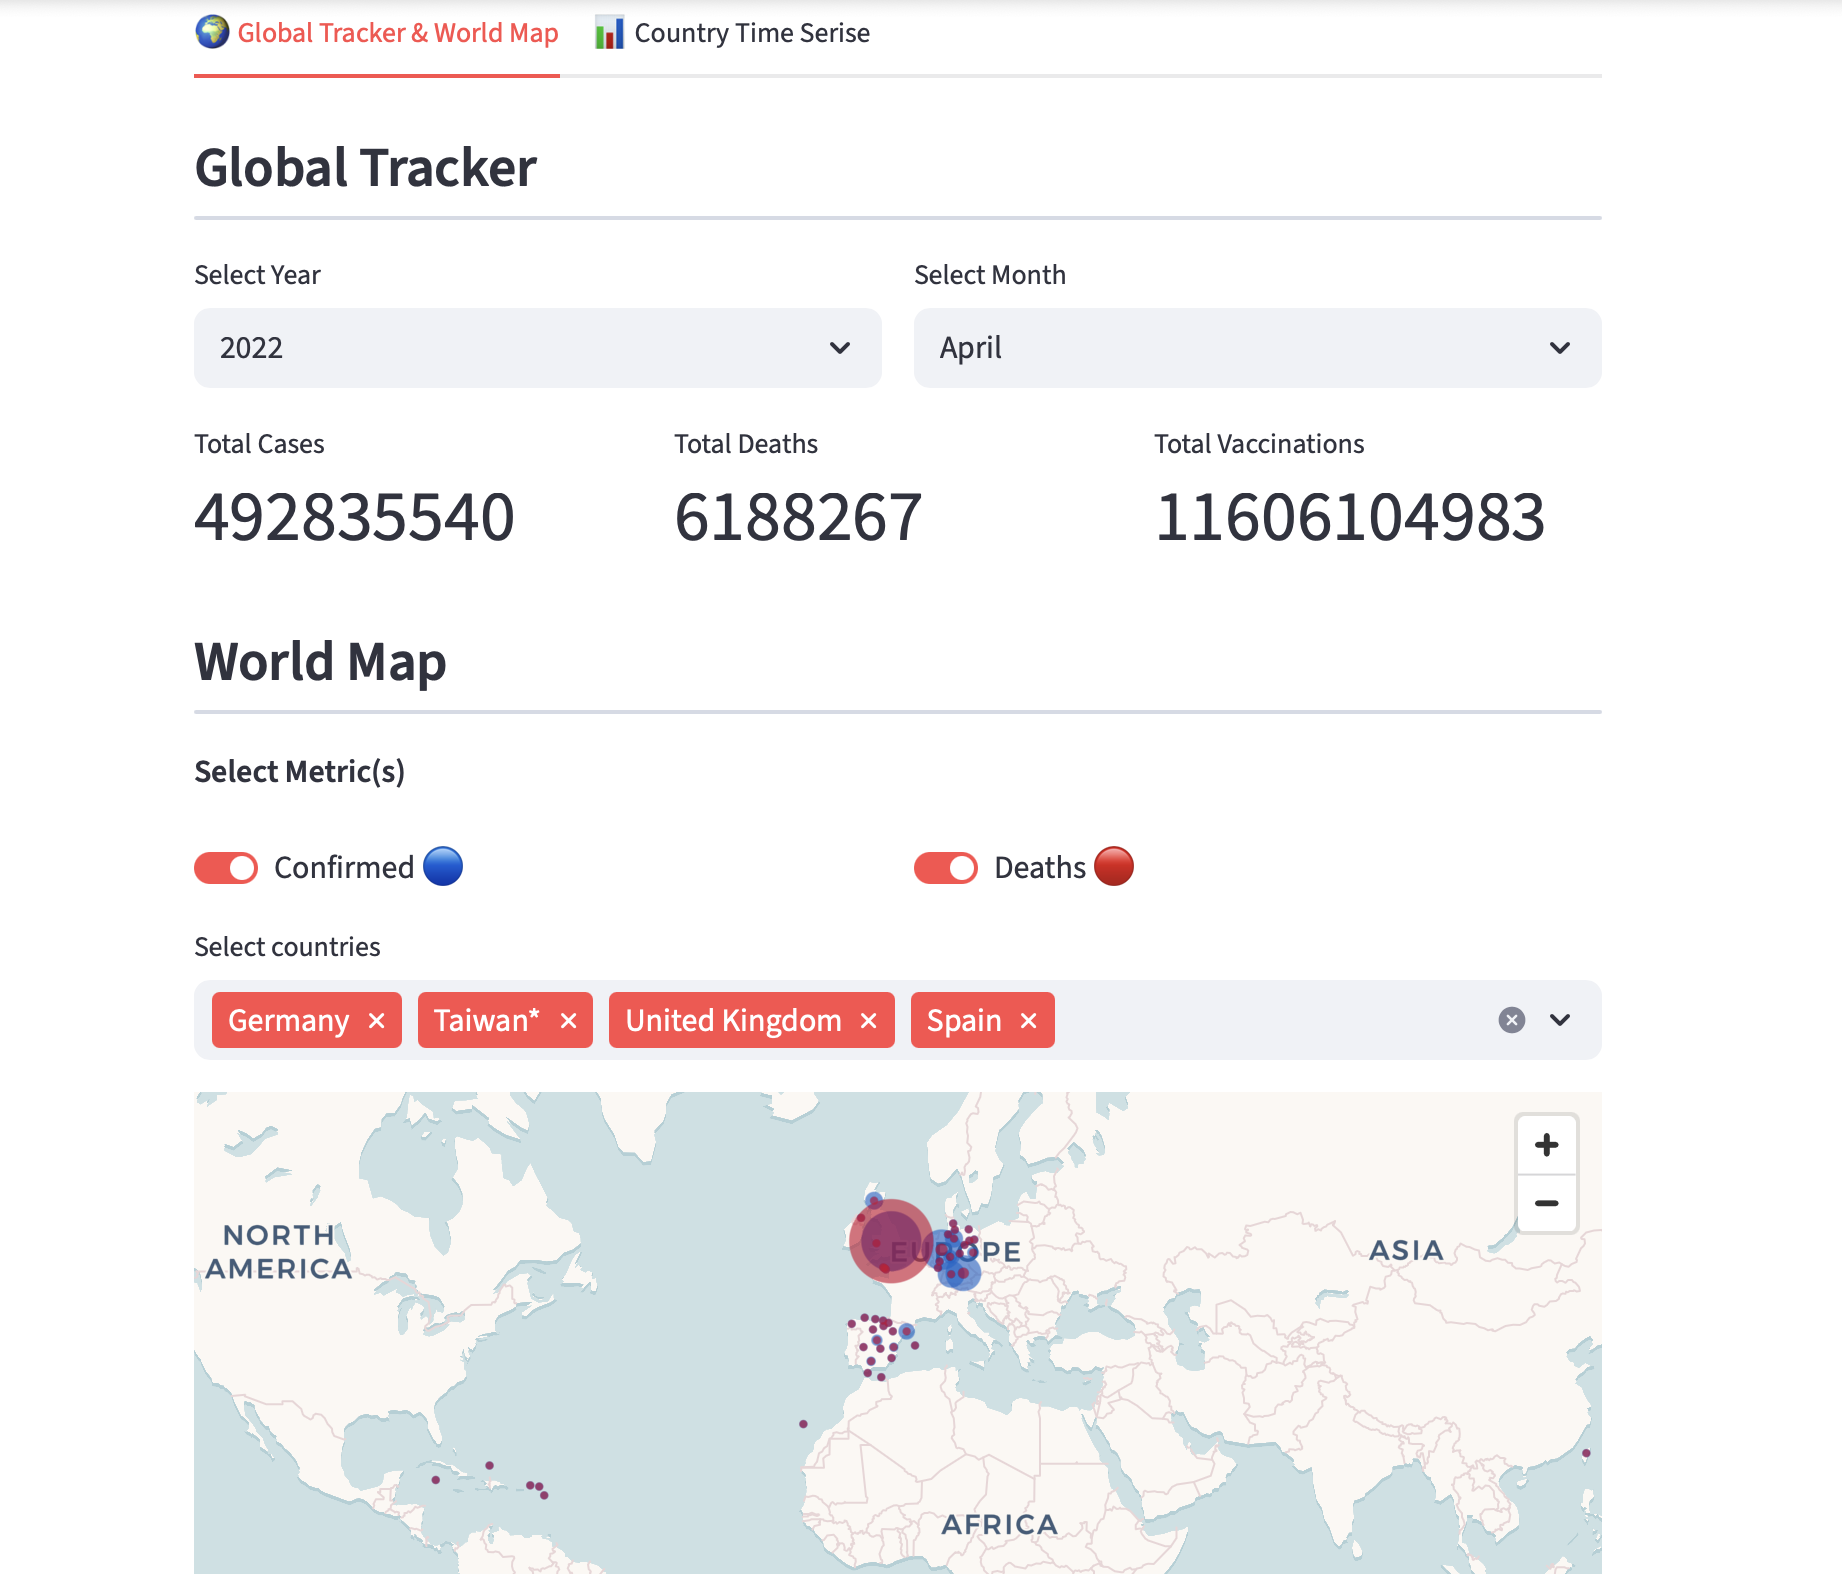 Global Tracker & World Map Country Time Serise
Global Tracker
Select Year Select Month
2022 April
Total Cases Total Deaths Total Vaccinations
492835540 6188267 11606104983
World Map
Select Metric(s)
Confirmed Deaths
Select countries
Germany × Taiwan* × United Kingdom × Spain ×
+
−
NORTH
AMERICA
EUROPE
ASIA
AFRICA